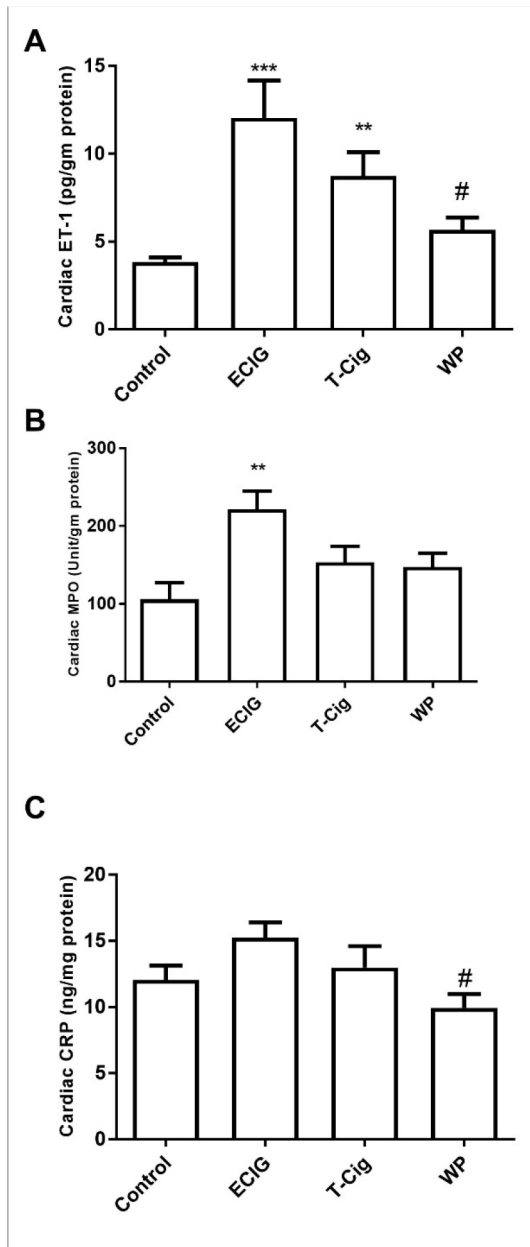 A
Cardiac ET-1 (pg/gm protein)
15
10
5
0
***
**
#
Control
ECIG
T-Cig
WP
B
Cardiac MPO (Unit/gm protein)
300
200
100
0
**
Control
ECIG
T-Cig
WP
C
Cardiac CRP (ng/mg protein)
20
15
10
5
0
#
Control
ECIG
T-Cig
WP